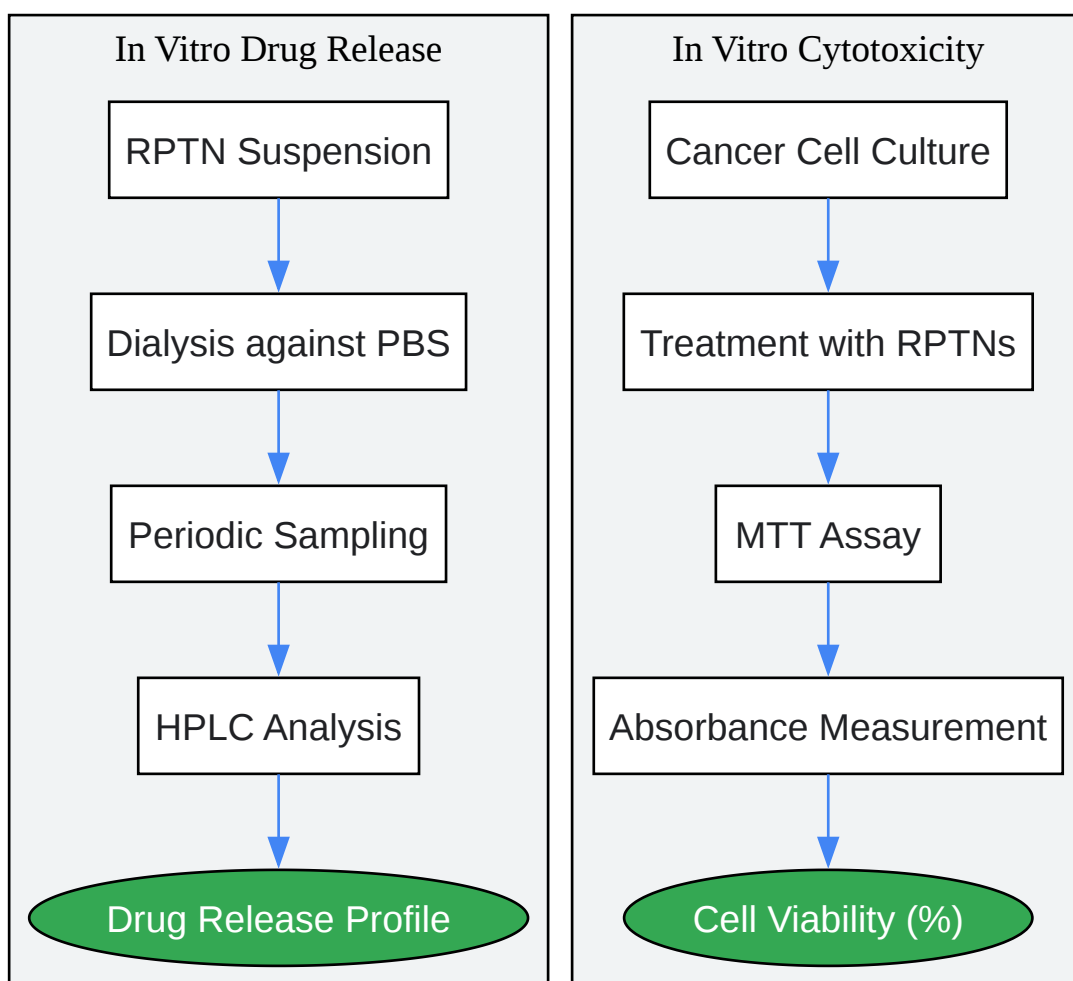 In Vitro Drug Release
RPTN Suspension
Dialysis against PBS
Periodic Sampling
HPLC Analysis
Drug Release Profile
In Vitro Cytotoxicity
Cancer Cell Culture
Treatment with RPTNs
MTT Assay
Absorbance Measurement
Cell Viability (%)